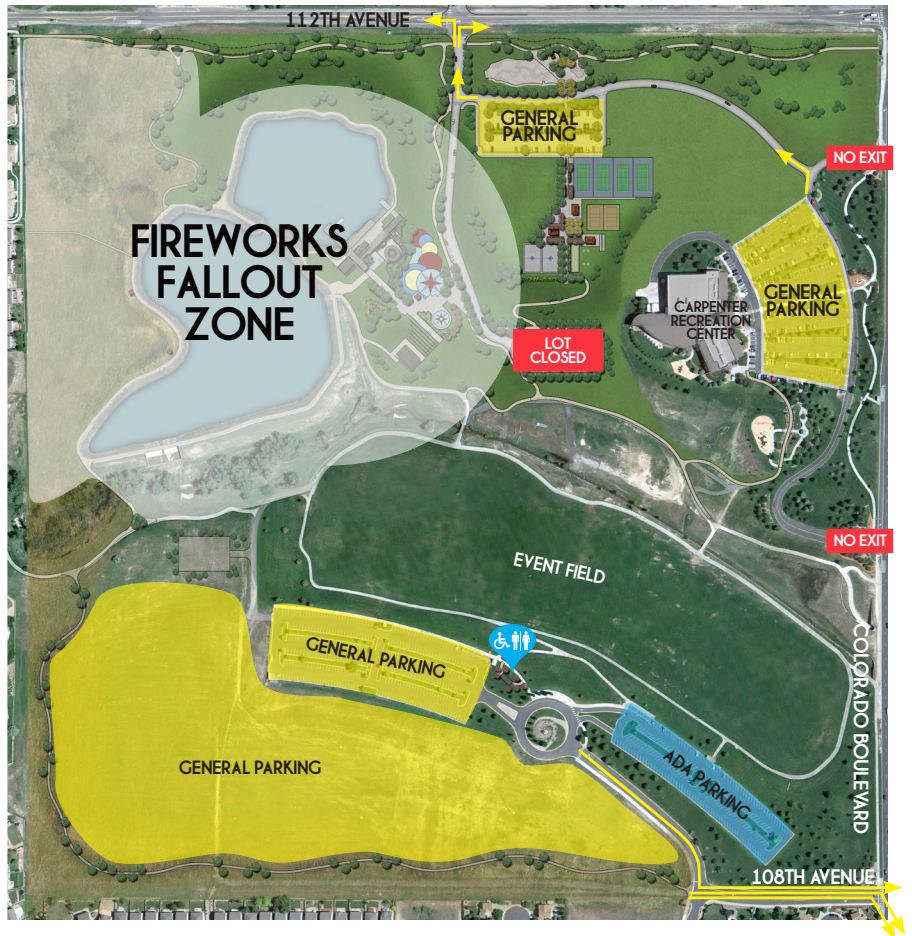 112TH AVENUE
GENERAL
PARKING
NO EXIT
FIREWORKS
FALLOUT
ZONE
GENERAL
PARKING
CARPENTER
RECREATION
CENTER
LOT
CLOSED
NO EXIT
EVENT FIELD
GENERAL PARKING
COLORADO BOULEVARD
GENERAL PARKING
ADA PARKING
108TH AVENUE